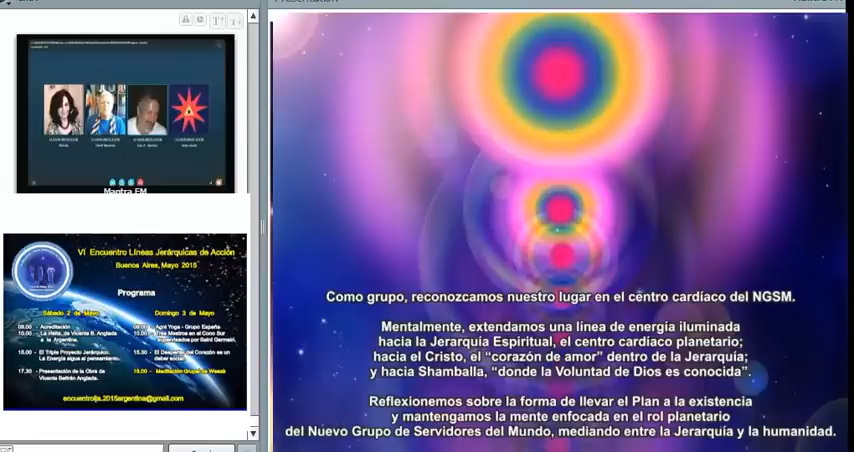 Mantra FM
VI Encuentro Líneas Jerárquicas de Acción
Buenos Aires, Mayo 2015
Programa
Sábado 2 de Mayo
09.00 - Acreditación
10.00 - La Visita de Vicente B. Anglada
a la Argentina.
15.00 - El Triple Proyecto Jerárquico.
La Energía sigue al pensamiento.
17.30 - Presentación de la Obra de
Vicente Beltrán Anglada.
Domingo 3 de Mayo
09.00 Agni Yoga - Grupo España
10.00 Tres Mestros en el Cono Sur
supervisados por Saint Germain.
15.30 - El Despertar del Corazón es un
deber social
18.00 - Meditación Grupal de Wesak
Como grupo, reconozcamos nuestro lugar en el centro cardíaco del NGSM.
Mentalmente, extendamos una línea de energía iluminada
hacia la Jerarquía Espiritual, el centro cardíaco planetario;
hacia el Cristo, el “corazón de amor” dentro de la Jerarquía;
y hacia Shamballa, “donde la Voluntad de Dios es conocida”.
Reflexionemos sobre la forma de llevar el Plan a la existencia
y mantengamos la mente enfocada en el rol planetario
del Nuevo Grupo de Servidores del Mundo, mediando entre la Jerarquía y la humanidad.